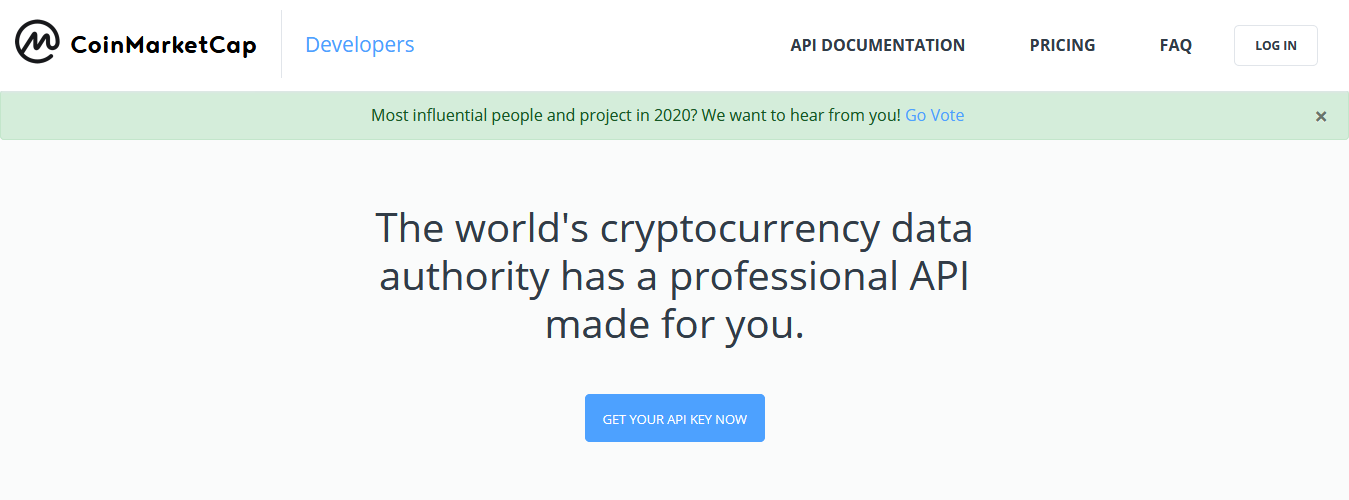 CoinMarketCap Developers API DOCUMENTATION PRICING FAQ LOG IN
Most influential people and project in 2020? We want to hear from you! Go Vote ×
The world's cryptocurrency data
authority has a professional API
made for you.
GET YOUR API KEY NOW